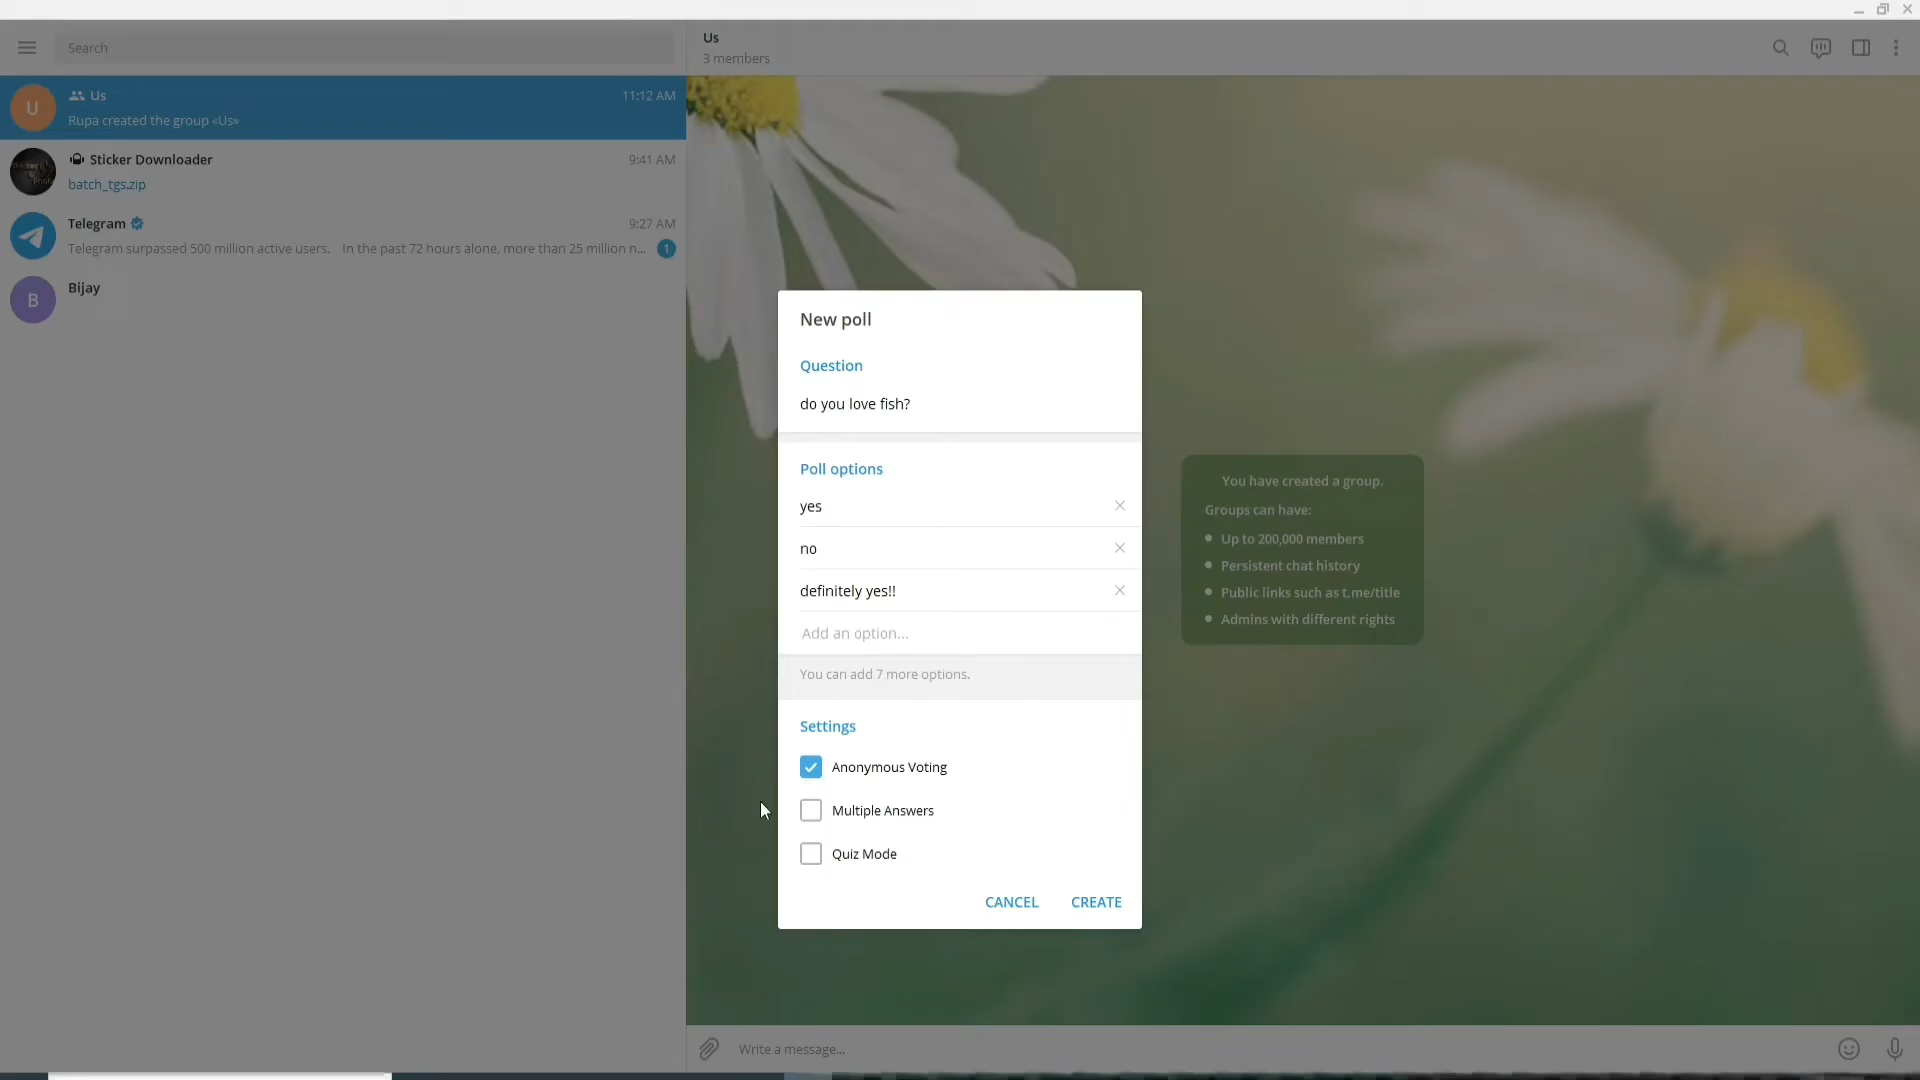 Search
Us
3 members
U
Us
11:12 AM
Rupa created the group «Us»
Sticker Downloader
9:41 AM
batch_tgs.zip
Telegram
9:27 AM
Telegram surpassed 500 million active users. In the past 72 hours alone, more than 25 million n...
1
B
Bijay
New poll
Question
do you love fish?
Poll options
yes
no
definitely yes!!
Add an option...
You can add 7 more options.
Settings
Anonymous Voting
Multiple Answers
Quiz Mode
CANCEL
CREATE
You have created a group.
Groups can have:
Up to 200,000 members
Persistent chat history
Public links such as t.me/title
Admins with different rights
Write a message...